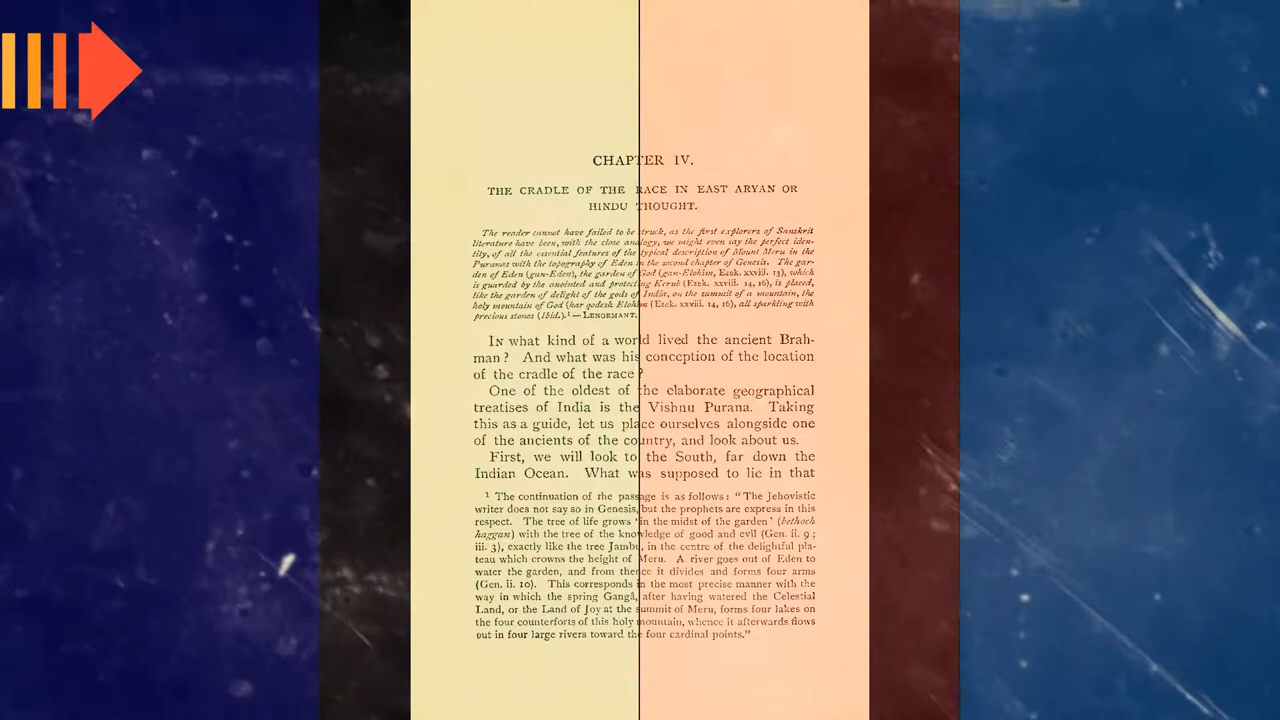 CHAPTER IV.
THE CRADLE OF THE RACE IN EAST ARYAN OR
HINDU THOUGHT.
The reader cannot have failed to be struck, as the first explorers of Sanskrit
literature have been, with the close analogy, we might even say the perfect iden-
tity, of all the essential features of the typical description of Mount Meru in the
Puranas with the topography of Eden in the second chapter of Genesis. The gar-
den of Eden (gan-Eden), the garden of God (gan-Elohim, Ezek. xxviii. 13), which
is guarded by the anointed and protecting Kerub (Ezek. xxviii. 14, 16), is placed,
like the garden of delight of the gods of India, on the summit of a mountain, the
holy mountain of God (har qodesh Elohim (Ezek. xxviii. 14, 16), all sparkling with
precious stones (Ibid.).¹ — LENORMANT.
IN what kind of a world lived the ancient Brah-
man? And what was his conception of the location
of the cradle of the race?
One of the oldest of the elaborate geographical
treatises of India is the Vishnu Purana. Taking
this as a guide, let us place ourselves alongside one
of the ancients of the country, and look about us.
First, we will look to the South, far down the
Indian Ocean. What was supposed to lie in that
¹ The continuation of the passage is as follows: "The Jehovistic
writer does not say so in Genesis, but the prophets are express in this
respect. The tree of life grows 'in the midst of the garden' (bethoch
haggan) with the tree of the knowledge of good and evil (Gen. ii. 9;
iii. 3), exactly like the tree Jambu, in the centre of the delightful pla-
teau which crowns the height of Meru. A river goes out of Eden to
water the garden, and from thence it divides and forms four arms
(Gen. ii. 10). This corresponds in the most precise manner with the
way in which the spring Gangâ, after having watered the Celestial
Land, or the Land of Joy at the summit of Meru, forms four lakes on
the four counterforts of this holy mountain, whence it afterwards flows
out in four large rivers toward the four cardinal points."